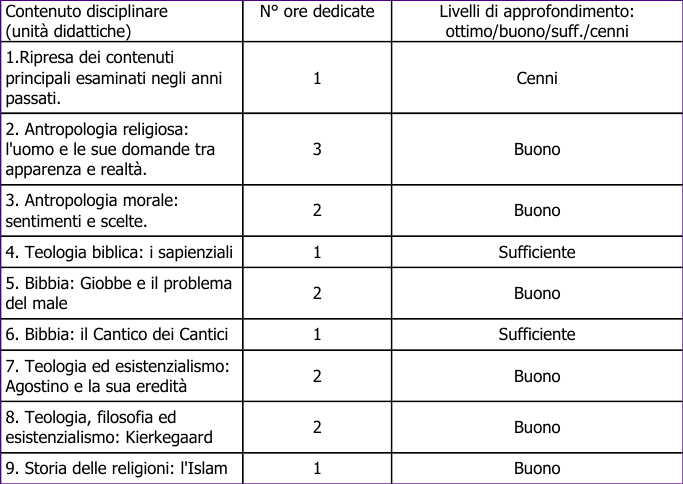 Contenuto disciplinare
(unità didattiche)
N° ore dedicate
Livelli di approfondimento:
ottimo/buono/suff./cenni
1.Ripresa dei contenuti
principali esaminati negli anni
passati.
1
Cenni
2. Antropologia religiosa:
l'uomo e le sue domande tra
apparenza e realtà.
3
Buono
3. Antropologia morale:
sentimenti e scelte.
2
Buono
4. Teologia biblica: i sapienziali
1
Sufficiente
5. Bibbia: Giobbe e il problema
del male
2
Buono
6. Bibbia: il Cantico dei Cantici
1
Sufficiente
7. Teologia ed esistenzialismo:
Agostino e la sua eredità
2
Buono
8. Teologia, filosofia ed
esistenzialismo: Kierkegaard
2
Buono
9. Storia delle religioni: l'Islam
1
Buono